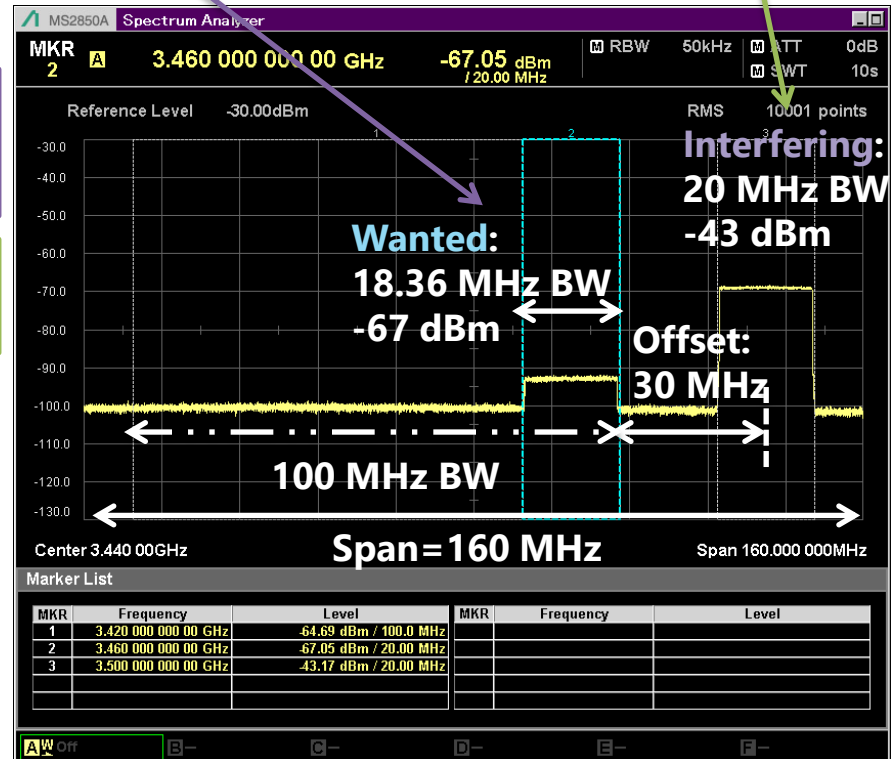 MS2850A Spectrum Analyzer
MKR 2 A 3.460 000 000 00 GHz -67.05 dBm / 20.00 MHz
M RBW 50kHz
M ATT 0dB
M SWT 10s
Reference Level -30.00dBm RMS 10001 points
1 2 3
-30.0
-40.0
-50.0
-60.0
-70.0
-80.0
-90.0
-100.0
-110.0
-120.0
-130.0
Interfering:
20 MHz BW
-43 dBm
Wanted:
18.36 MHz BW
-67 dBm
Offset:
30 MHz
100 MHz BW
Span=160 MHz
Center 3.440 00GHz Span 160.000 000MHz
Marker List
MKR Frequency Level MKR Frequency Level
1 3.420 000 000 00 GHz -64.69 dBm / 100.0 MHz
2 3.460 000 000 00 GHz -67.05 dBm / 20.00 MHz
3 3.500 000 000 00 GHz -43.17 dBm / 20.00 MHz
A W Off B— C— D— E— F—